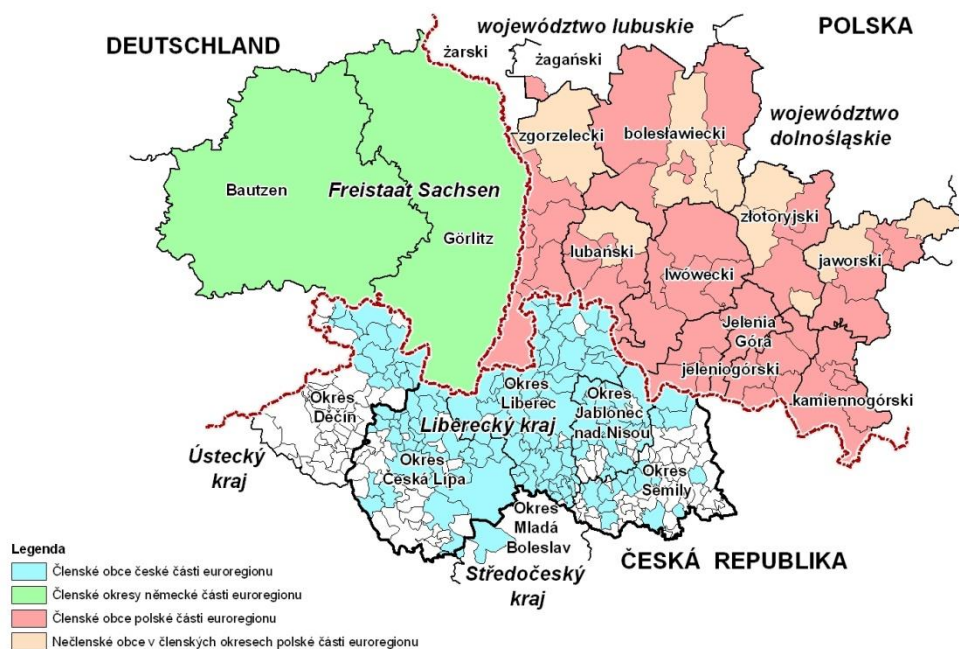 DEUTSCHLAND
województwo lubuskie
POLSKA
żarski
żagański
zgorzelecki
bolesławiecki
województwo
dolnośląskie
Bautzen
Freistaat Sachsen
Görlitz
złotoryjski
lubański
lwówecki
jaworski
Jelenia
Góra
jeleniogórski
kamiennogórski
Okres
Děčín
Okres
Liberec
Okres
Jablonec
nad Nisou
Liberecký kraj
Ústecký
kraj
Okres
Česká Lípa
Okres
Semily
Okres
Mladá
Boleslav
Středočeský
kraj
ČESKÁ REPUBLIKA
Legenda
Členské obce české části euroregionu
Členské okresy německé části euroregionu
Členské obce polské části euroregionu
Nečlenské obce v členských okresech polské části euroregionu